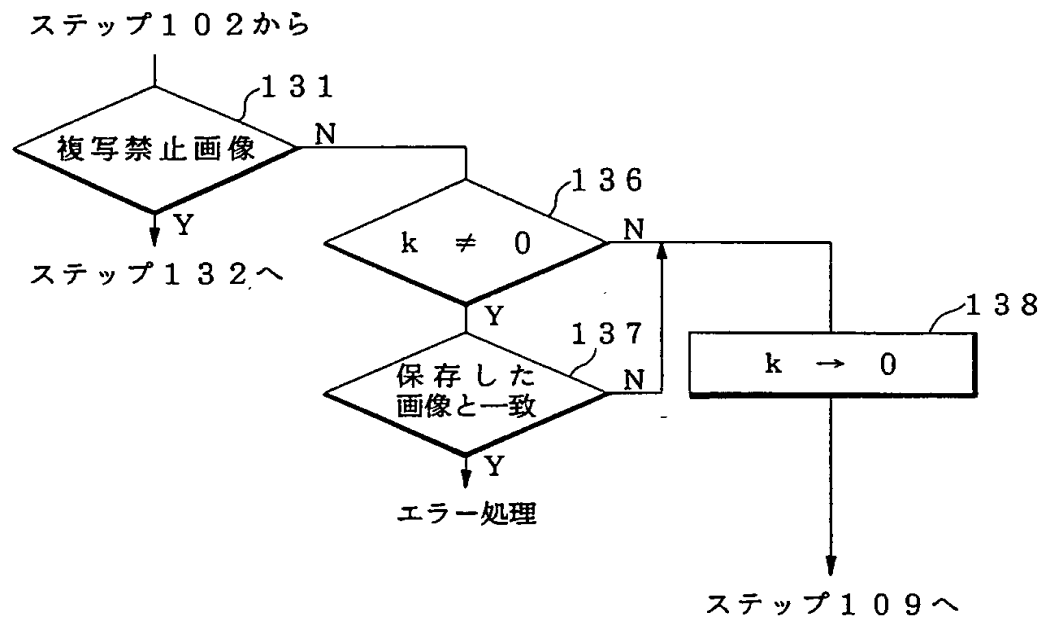 ステップ１０２から
１３１
複写禁止画像
N
Y
ステップ１３２へ
１３６
k ≠ 0
N
Y
１３７
保存した
画像と一致
N
Y
エラー処理
１３８
k → 0
ステップ１０９へ